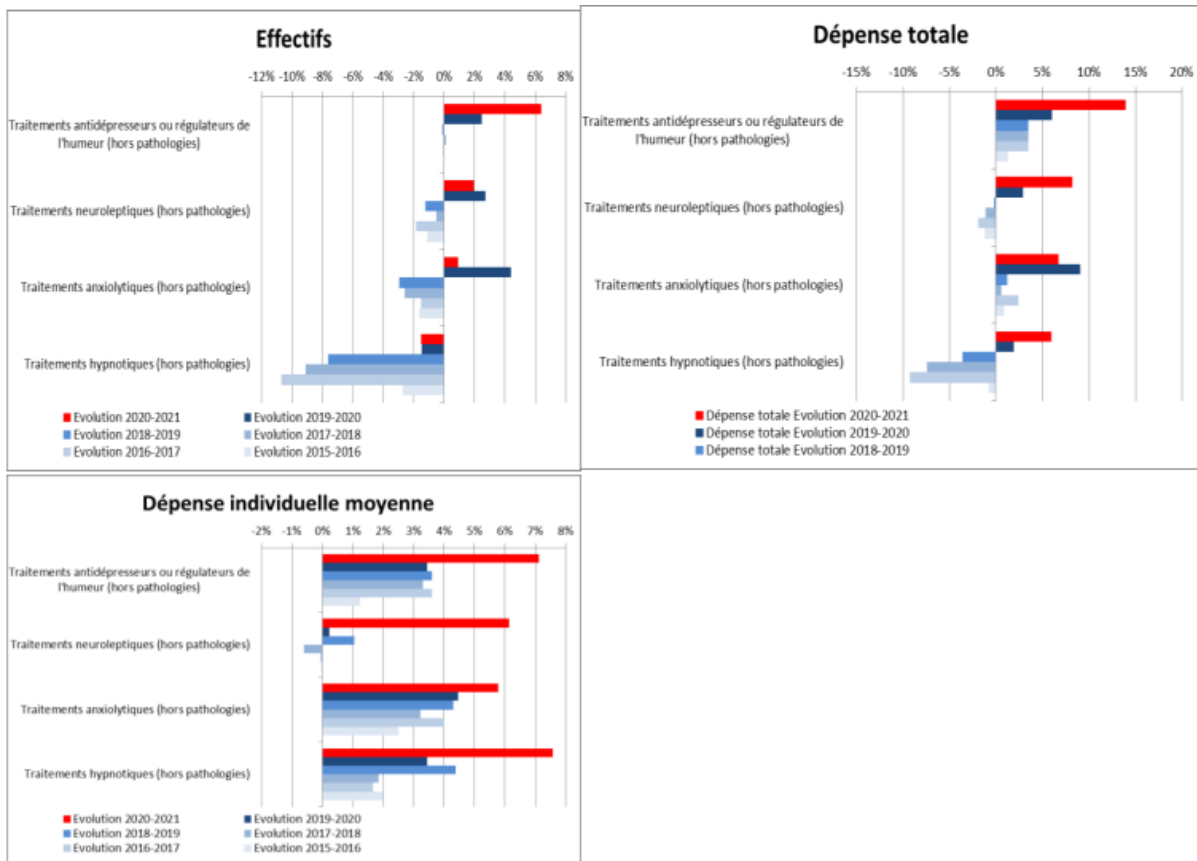 Effectifs
-12% -10% -8% -6% -4% -2% 0% 2% 4% 6% 8%
Traitements antidépresseurs ou régulateurs de
l'humeur (hors pathologies)
Traitements neuroleptiques (hors pathologies)
Traitements anxiolytiques (hors pathologies)
Traitements hypnotiques (hors pathologies)
Evolution 2020-2021 Evolution 2019-2020
Evolution 2018-2019 Evolution 2017-2018
Evolution 2016-2017 Evolution 2015-2016
Dépense totale
-15% -10% -5% 0% 5% 10% 15% 20%
Traitements antidépresseurs ou régulateurs de
l'humeur (hors pathologies)
Traitements neuroleptiques (hors pathologies)
Traitements anxiolytiques (hors pathologies)
Traitements hypnotiques (hors pathologies)
Dépense totale Evolution 2020-2021
Dépense totale Evolution 2019-2020
Dépense totale Evolution 2018-2019
Dépense individuelle moyenne
-2% -1% 0% 1% 2% 3% 4% 5% 6% 7% 8%
Traitements antidépresseurs ou régulateurs de
l'humeur (hors pathologies)
Traitements neuroleptiques (hors pathologies)
Traitements anxiolytiques (hors pathologies)
Traitements hypnotiques (hors pathologies)
Evolution 2020-2021 Evolution 2019-2020
Evolution 2018-2019 Evolution 2017-2018
Evolution 2016-2017 Evolution 2015-2016